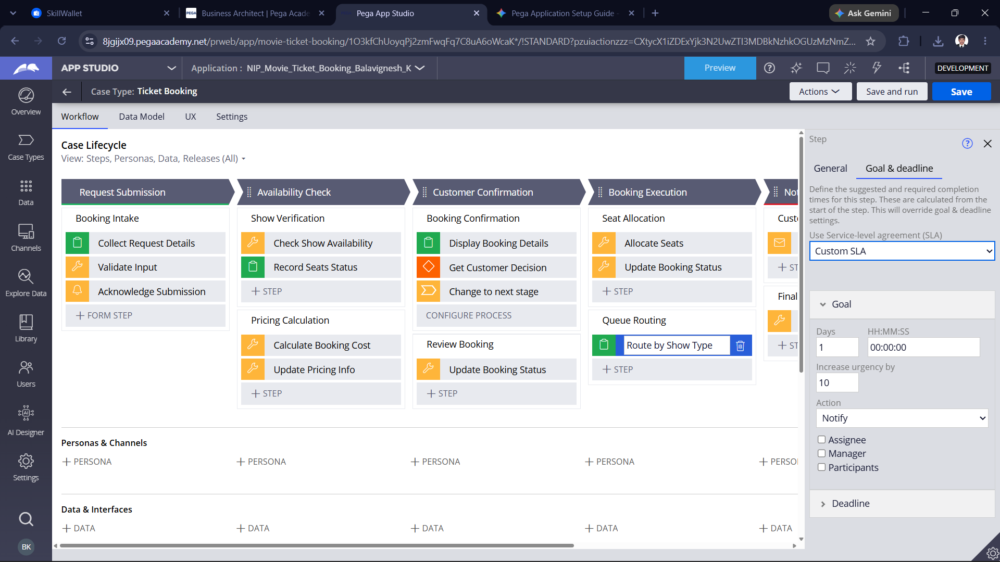 SkillWallet
Business Architect | Pega Acade
Pega App Studio
Pega Application Setup Guide -
Ask Gemini
8jgijx09.pegaacademy.net/prweb/app/movie-ticket-booking/1O3kfChUoyqPj2zmFwqFq7C8uA6oWcaK*/!STANDARD?pzuiactionzzz=CXtycX1iZDExYjk3N2UwZTI3MDBkNzhkOGUzMzNmZ...
APP STUDIO
Application : NIP_Movie_Ticket_Booking_Balavignesh_K
Preview
DEVELOPMENT
Case Type: Ticket Booking
Actions
Save and run
Save
Overview
Case Types
Data
Channels
Explore Data
Library
Users
AI Designer
AI
Settings
BK
Workflow
Data Model
UX
Settings
Case Lifecycle
View: Steps, Personas, Data, Releases (All)
Request Submission
Booking Intake
Collect Request Details
Validate Input
Acknowledge Submission
FORM STEP
Availability Check
Show Verification
Check Show Availability
Record Seats Status
STEP
Pricing Calculation
Calculate Booking Cost
Update Pricing Info
STEP
Customer Confirmation
Booking Confirmation
Display Booking Details
Get Customer Decision
Change to next stage
CONFIGURE PROCESS
Review Booking
Update Booking Status
STEP
Booking Execution
Seat Allocation
Allocate Seats
Update Booking Status
STEP
Queue Routing
Route by Show Type
STEP
Not
Custo
ST
Final
ST
Personas & Channels
PERSONA
PERSONA
PERSONA
PERSONA
PERSO
Data & Interfaces
DATA
DATA
DATA
DATA
DATA
Step
General
Goal & deadline
Define the suggested and required completion
times for this step. These are calculated from the
start of the step. This will override goal & deadline
settings.
Use Service-level agreement (SLA)
Custom SLA
Goal
Days
HH:MM:SS
1
00:00:00
Increase urgency by
10
Action
Notify
Assignee
Manager
Participants
Deadline